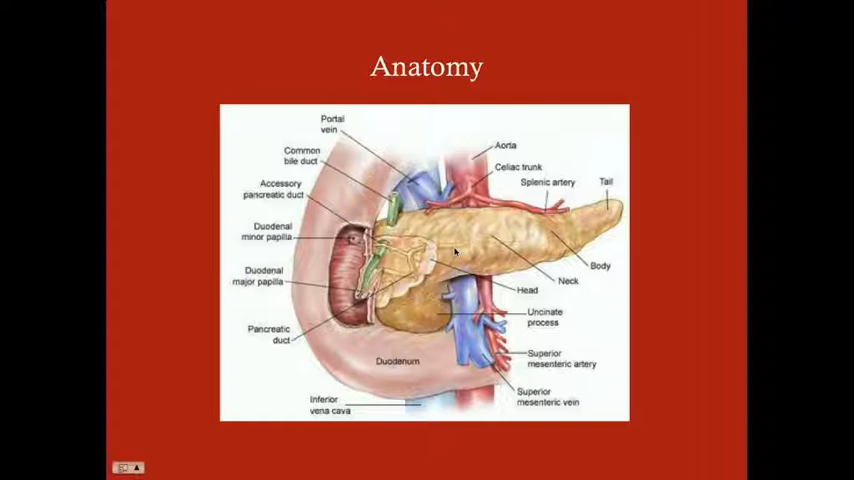 Anatomy
Portal
vein
Common
bile duct
Accessory
pancreatic duct
Duodenal
minor papilla
Duodenal
major papilla
Pancreatic
duct
Inferior
vena cava
Duodenum
Aorta
Celiac trunk
Splenic artery
Tail
Body
Neck
Head
Uncinate
process
Superior
mesenteric artery
Superior
mesenteric vein